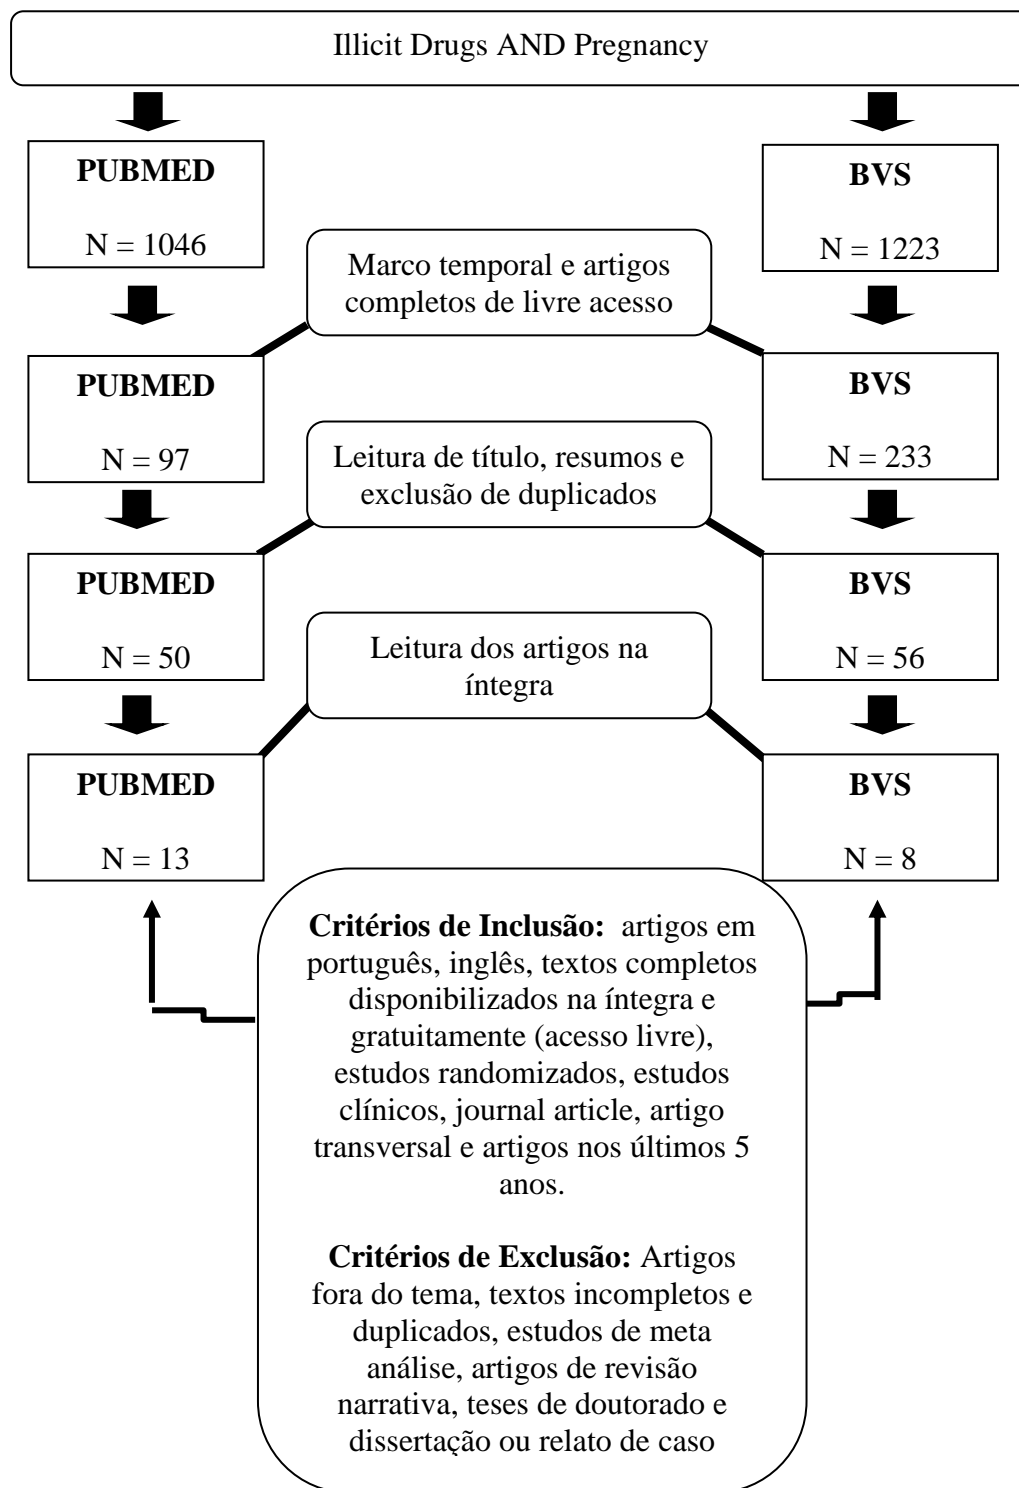 Illicit Drugs AND Pregnancy
PUBMED
N = 1046
BVS
N = 1223
Marco temporal e artigos
completos de livre acesso
PUBMED
N = 97
BVS
N = 233
Leitura de título, resumos e
exclusão de duplicados
PUBMED
N = 50
BVS
N = 56
Leitura dos artigos na
íntegra
PUBMED
N = 13
BVS
N = 8
Critérios de Inclusão: artigos em
português, inglês, textos completos
disponibilizados na íntegra e
gratuitamente (acesso livre),
estudos randomizados, estudos
clínicos, journal article, artigo
transversal e artigos nos últimos 5
anos.
Critérios de Exclusão: Artigos
fora do tema, textos incompletos e
duplicados, estudos de meta
análise, artigos de revisão
narrativa, teses de doutorado e
dissertação ou relato de caso